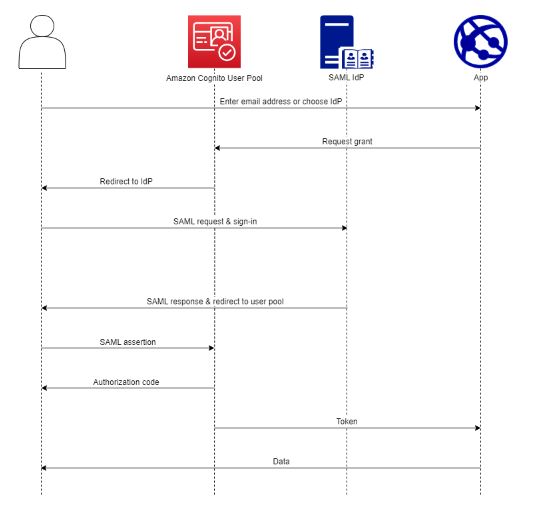 Amazon Cognito User Pool
SAML IdP
App
Enter email address or choose IdP
Request grant
Redirect to IdP
SAML request & sign-in
SAML response & redirect to user pool
SAML assertion
Authorization code
Token
Data